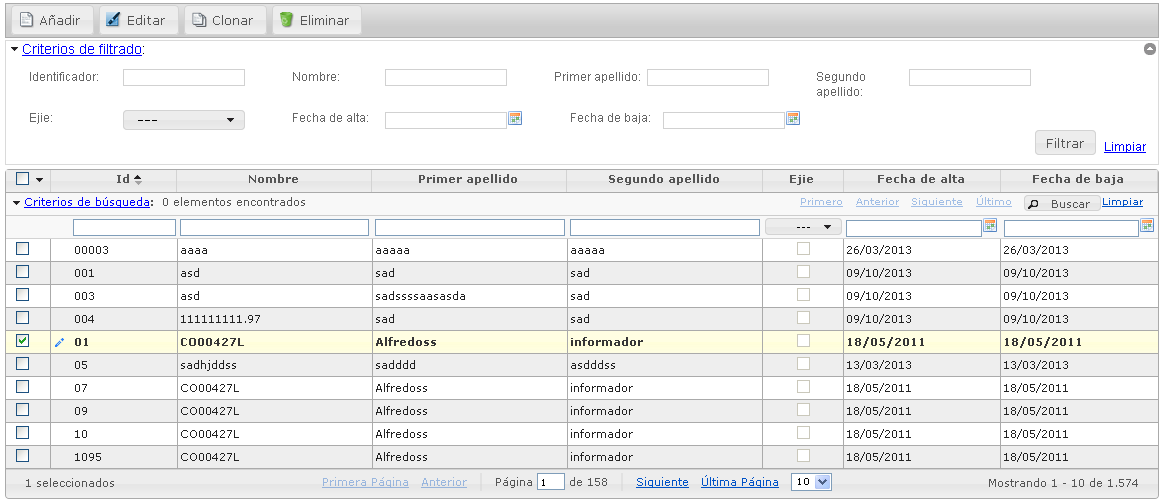 Añadir Editar Clonar Eliminar
Criterios de filtrado:
Identificador: Nombre: Primer apellido: Segundo apellido:
Ejie: --- Fecha de alta: Fecha de baja:
Filtrar Limpiar
Id Nombre Primer apellido Segundo apellido Ejie Fecha de alta Fecha de baja
Criterios de búsqueda: 0 elementos encontrados Primero Anterior Siguiente Último Buscar Limpiar
---
00003 aaaa aaaaa aaaaa 26/03/2013 26/03/2013
001 asd sad sad 09/10/2013 09/10/2013
003 asd sadssssaasasda sad 09/10/2013 09/10/2013
004 111111111.97 sad sad 09/10/2013 09/10/2013
01 CO00427L Alfredoss informador 18/05/2011 18/05/2011
05 sadhjddss sadddd asdddss 13/03/2013 13/03/2013
07 CO00427L Alfredoss informador 18/05/2011 18/05/2011
09 CO00427L Alfredoss informador 18/05/2011 18/05/2011
10 CO00427L Alfredoss informador 18/05/2011 18/05/2011
1095 CO00427L Alfredoss informador 18/05/2011 18/05/2011
1 seleccionados Primera Página Anterior Página 1 de 158 Siguiente Última Página 10 Mostrando 1 - 10 de 1.574